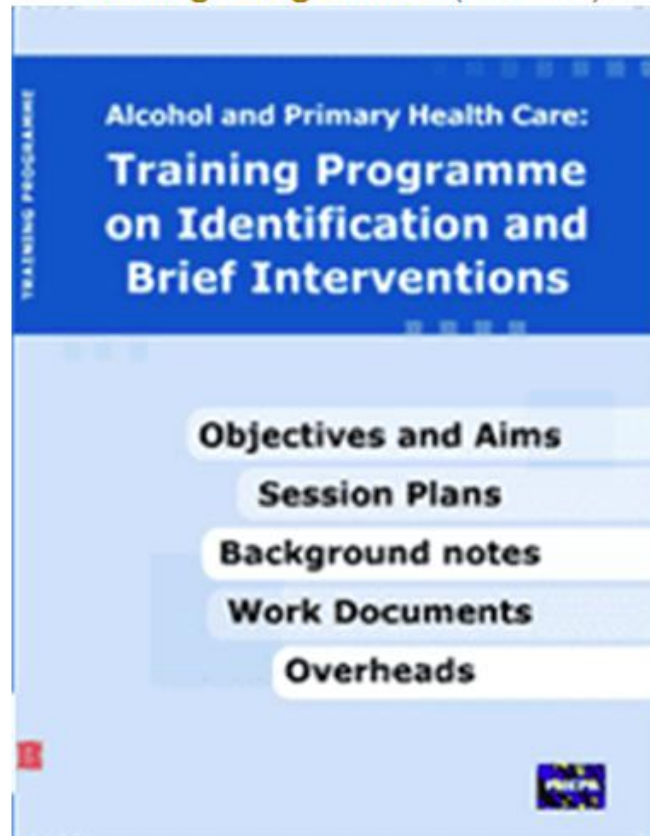 TRAINING PROGRAMME
Alcohol and Primary Health Care:
Training Programme
on Identification and
Brief Interventions
Objectives and Aims
Session Plans
Background notes
Work Documents
Overheads